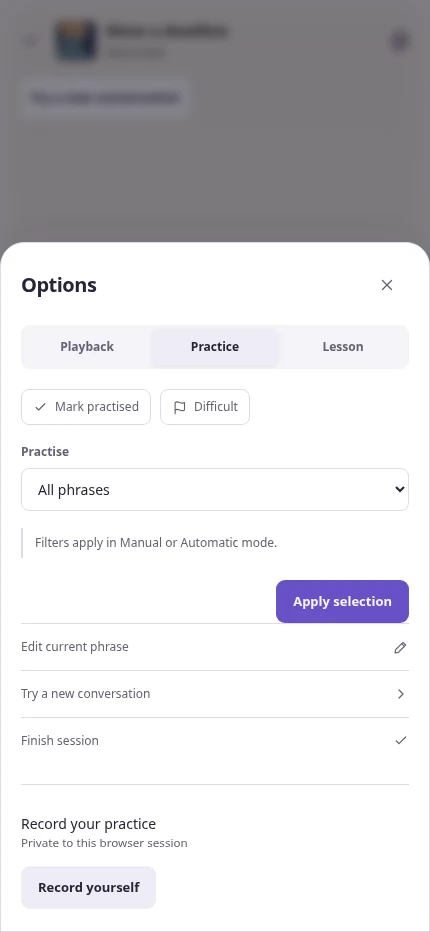 Options
Playback
Practice
Lesson
Mark practised
Difficult
Practise
All phrases
Filters apply in Manual or Automatic mode.
Apply selection
Edit current phrase
Try a new conversation
Finish session
Record your practice
Private to this browser session
Record yourself